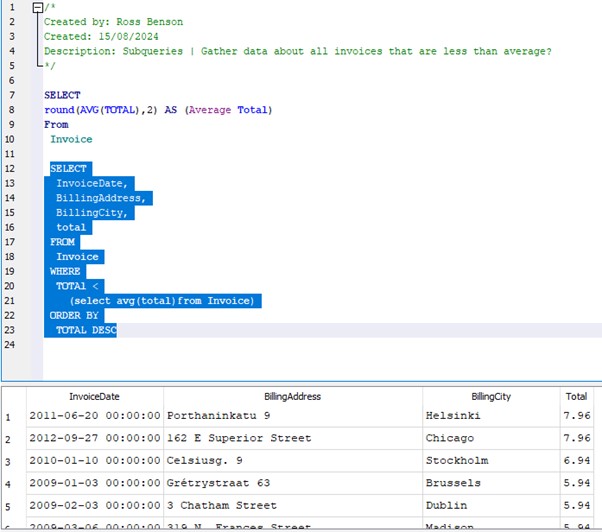 1 /*
2 Created by: Ross Benson
3 Created: 15/08/2024
4 Description: Subqueries | Gather data about all invoices that are less than average?
5 */
6
7 SELECT
8 round(AVG(TOTAL),2) AS (Average Total)
9 From
10 Invoice
11
12 SELECT
13 InvoiceDate,
14 BillingAddress,
15 BillingCity,
16 total
17 FROM
18 Invoice
19 WHERE
20 TOTAl <
21 (select avg(total)from Invoice)
22 ORDER BY
23 TOTAL DESC
24
InvoiceDate BillingAddress BillingCity Total
1 2011-06-20 00:00:00 Porthaninkatu 9 Helsinki 7.96
2 2012-09-27 00:00:00 162 E Superior Street Chicago 7.96
3 2010-01-10 00:00:00 Celsiusg. 9 Stockholm 6.94
4 2009-01-03 00:00:00 Grétrystraat 63 Brussels 5.94
5 2009-02-03 00:00:00 3 Chatham Street Dublin 5.94
6 2009-03-06 00:00:00 319 N. Frances Street Madison 5.94